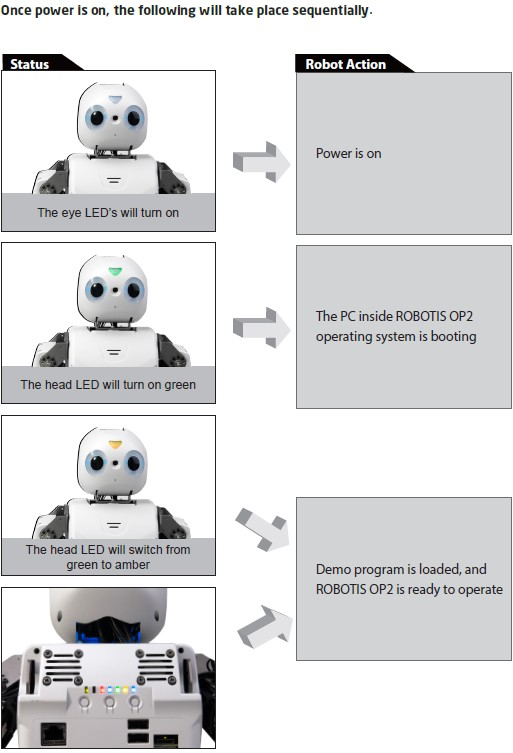 Once power is on, the following will take place sequentially.
Status
Robot Action
The eye LED's will turn on
Power is on
The head LED will turn on green
The PC inside ROBOTIS OP2
operating system is booting
The head LED will switch from
green to amber
Demo program is loaded, and
ROBOTIS OP2 is ready to operate